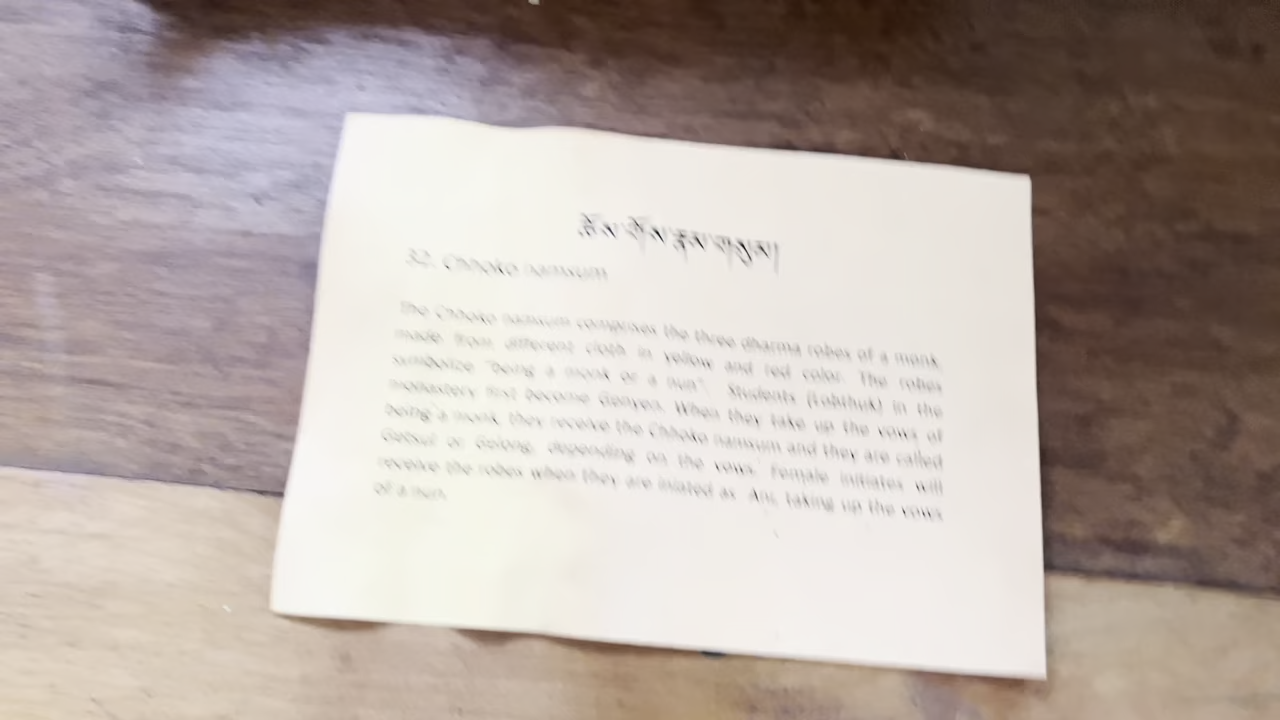 ཆོས་གོས་རྣམ་གསུམ།
32. Chhoko namsum
The Chhoko namsum comprises the three dharma robes of a monk,
made from different cloth in yellow and red color. The robes
symbolize "being a monk or a nun". Students (Lobthuk) in the
monastery first become Genyen. When they take up the vows of
being a monk, they receive the Chhoko namsum and they are called
Getsul or Gelong, depending on the vows. Female initiates will
receive the robes when they are iniated as Ani, taking up the vows
of a nun.